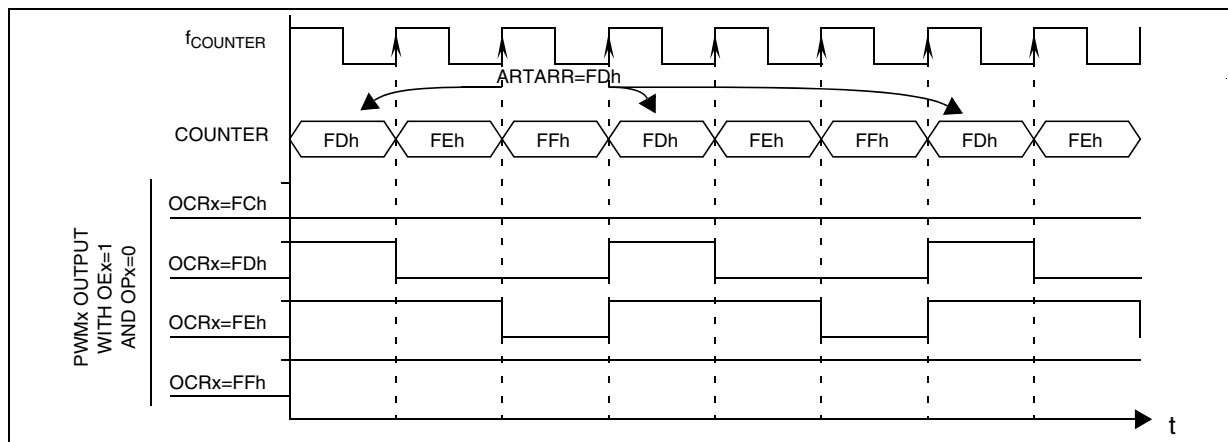 fCOUNTER
ARTARR=FDh
COUNTER
FDh FEh FFh FDh FEh FFh FDh FEh
PWMx OUTPUT
WITH OEx=1
AND OPx=0
OCRx=FCh
OCRx=FDh
OCRx=FEh
OCRx=FFh
t